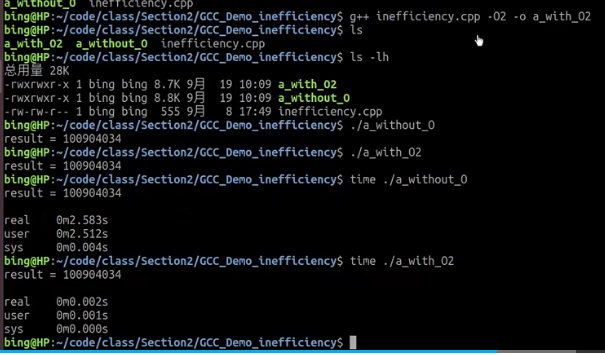 a_without_O  inefficiency.cpp
bing@HP:~/code/class/Section2/GCC_Demo_inefficiency$ g++ inefficiency.cpp -O2 -o a_with_O2
bing@HP:~/code/class/Section2/GCC_Demo_inefficiency$ ls
a_with_O2  a_without_O  inefficiency.cpp
bing@HP:~/code/class/Section2/GCC_Demo_inefficiency$ ls -lh
总用量 28K
-rwxrwxr-x 1 bing bing 8.7K 9月  19 10:09 a_with_O2
-rwxrwxr-x 1 bing bing 8.8K 9月  19 10:09 a_without_O
-rw-rw-r-- 1 bing bing  555 9月   8 17:49 inefficiency.cpp
bing@HP:~/code/class/Section2/GCC_Demo_inefficiency$ ./a_without_O
result = 100904034
bing@HP:~/code/class/Section2/GCC_Demo_inefficiency$ ./a_with_O2
result = 100904034
bing@HP:~/code/class/Section2/GCC_Demo_inefficiency$ time ./a_without_O
result = 100904034
real    0m2.583s
user    0m2.512s
sys     0m0.004s
bing@HP:~/code/class/Section2/GCC_Demo_inefficiency$ time ./a_with_O2
result = 100904034
real    0m0.002s
user    0m0.001s
sys     0m0.000s
bing@HP:~/code/class/Section2/GCC_Demo_inefficiency$